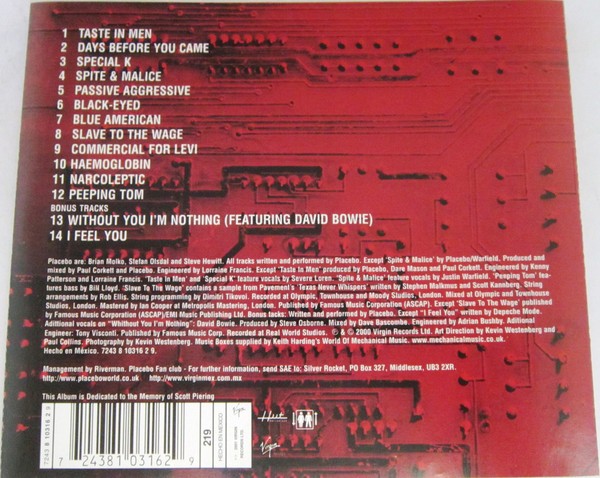 1 TASTE IN MEN
2 DAYS BEFORE YOU CAME
3 SPECIAL K
4 SPITE & MALICE
5 PASSIVE AGGRESSIVE
6 BLACK-EYED
7 BLUE AMERICAN
8 SLAVE TO THE WAGE
9 COMMERCIAL FOR LEVI
10 HAEMOGLOBIN
11 NARCOLEPTIC
12 PEEPING TOM
BONUS TRACKS
13 WITHOUT YOU I'M NOTHING (FEATURING DAVID BOWIE)
14 I FEEL YOU
Placebo are: Brian Molko, Stefan Olsdal and Steve Hewitt. All tracks written and performed by Placebo. Except 'Spite & Malice' by Placebo/Warfield. Produced and
mixed by Paul Corkett and Placebo. Engineered by Lorraine Francis. Except 'Taste in Men' produced by Placebo, Dare Mason and Paul Corkett. Engineered by Kenny
Patterson and Lorraine Francis. 'Taste in Men' and 'Special K' feature vocals by Severe Loren. "Spite & Malice" feature vocals by Justin Warfield. 'Peeping Tom' fea-
tures bass by Bill Lloyd. 'Slave To The Wage' contains a sample from Pavement's 'Texas Never Whispers' written by Stephen Malkmus and Scott Kannberg. String
arrangements by Rob Ellis. String programming by Dimitri Tikovoi. Recorded at Olympic, Townhouse and Moody Studios, London. Mixed at Olympic and Townhouse
Studios, London. Mastered by Ian Cooper at Metropolis Mastering, London. Published by Famous Music Corporation (ASCAP). Except 'Slave To The Wage' published
by Famous Music Corporation (ASCAP)/EMI Music Publishing Ltd. Bonus tacks: Written and performed by Placebo. Except "I Feel You" written by Depeche Mode.
Aditional vocals on "Whithout You I'm Nothing": David Bowie. Produced by Steve Osborne. Mixed by Dave Bascombe. Engineered by Adrian Bushby. Aditional
Engineer: Tony Visconti. Published by Famous Music Corp. Recorded at Real World Studios. ℗ & © 2000 Virgin Records Ltd. Art Direction by Kevin Westenberg and
Paul Collins. Photography by Kevin Westenberg. Music Boxes supplied by Keith Harding's World Of Mechanical Music. www.mechanicalmusic.co.uk.
Hecho en México. 7243 8 10316 2 9.
Management by Riverman. Placebo Fan club - For further information, send SAE to: Silver Rocket, PO Box 327, Middlesex, UB3 2XR.
http://www.placeboworld.co.uk http://www.virginmex.com.mx
This Album is Dedicated to the Memory of Scott Piering
7243 8 10316 2 9
7 24381 03162 9
219
HECHO EN MEXICO
Virgin
Hut
Virgin